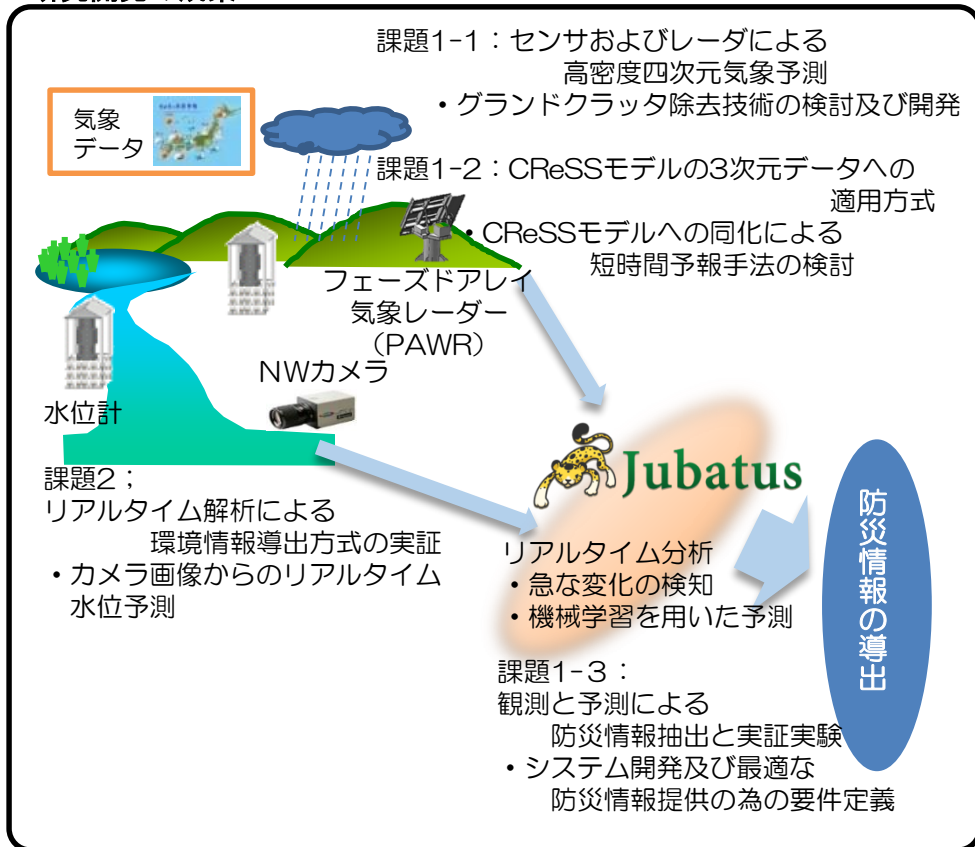 課題1-1：センサおよびレーダによる
高密度四次元気象予測
・グランドクラッタ除去技術の検討及び開発
気象
データ
課題1-2：CReSSモデルの3次元データへの
適用方式
・CReSSモデルへの同化による
短時間予報手法の検討
フェーズドアレイ
気象レーダー
（PAWR）
NWカメラ
水位計
課題2；
リアルタイム解析による
環境情報導出方式の実証
・カメラ画像からのリアルタイム
水位予測
Jubatus
リアルタイム分析
・急な変化の検知
・機械学習を用いた予測
防災情報の導出
課題1-3：
観測と予測による
防災情報抽出と実証実験
・システム開発及び最適な
防災情報提供の為の要件定義